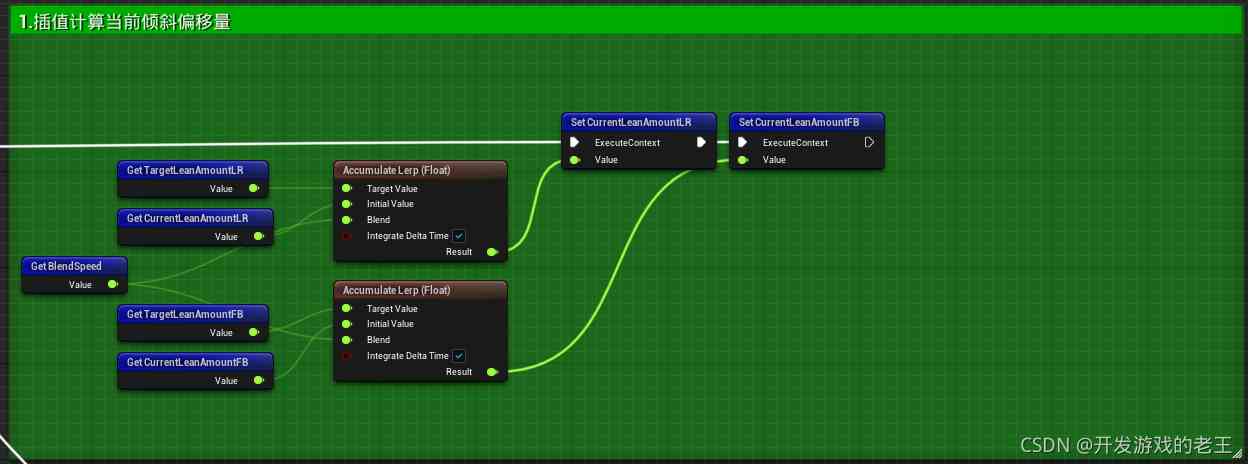 1.插值计算当前倾斜偏移量
Set CurrentLeanAmountLR
ExecuteContext
Value
Set CurrentLeanAmountFB
ExecuteContext
Value
Get TargetLeanAmountLR
Value
Get CurrentLeanAmountLR
Value
Get BlendSpeed
Value
Get TargetLeanAmountFB
Value
Get CurrentLeanAmountFB
Value
Accumulate Lerp (Float)
Target Value
Initial Value
Blend
Integrate Delta Time
Result
Accumulate Lerp (Float)
Target Value
Initial Value
Blend
Integrate Delta Time
Result
CSDN @开发游戏的老王